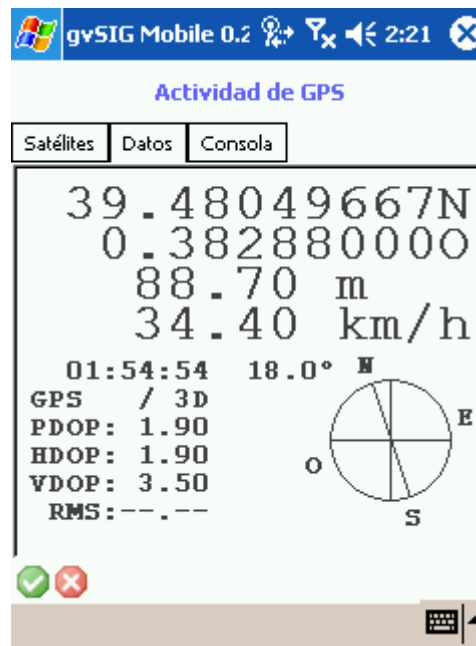 gvSIG Mobile 0.2 2:21
Actividad de GPS
Satélites Datos Consola
39.48049667N
0.38288000O
88.70 m
34.40 km/h
01:54:54 18.0° N
GPS / 3D
PDOP: 1.90 E
HDOP: 1.90
VDOP: 3.50 O
RMS:--.-- S